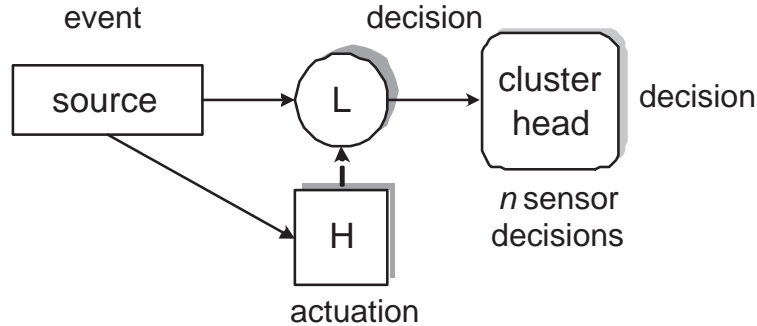 event
decision
source
L
cluster
head
decision
H
n sensor
decisions
actuation